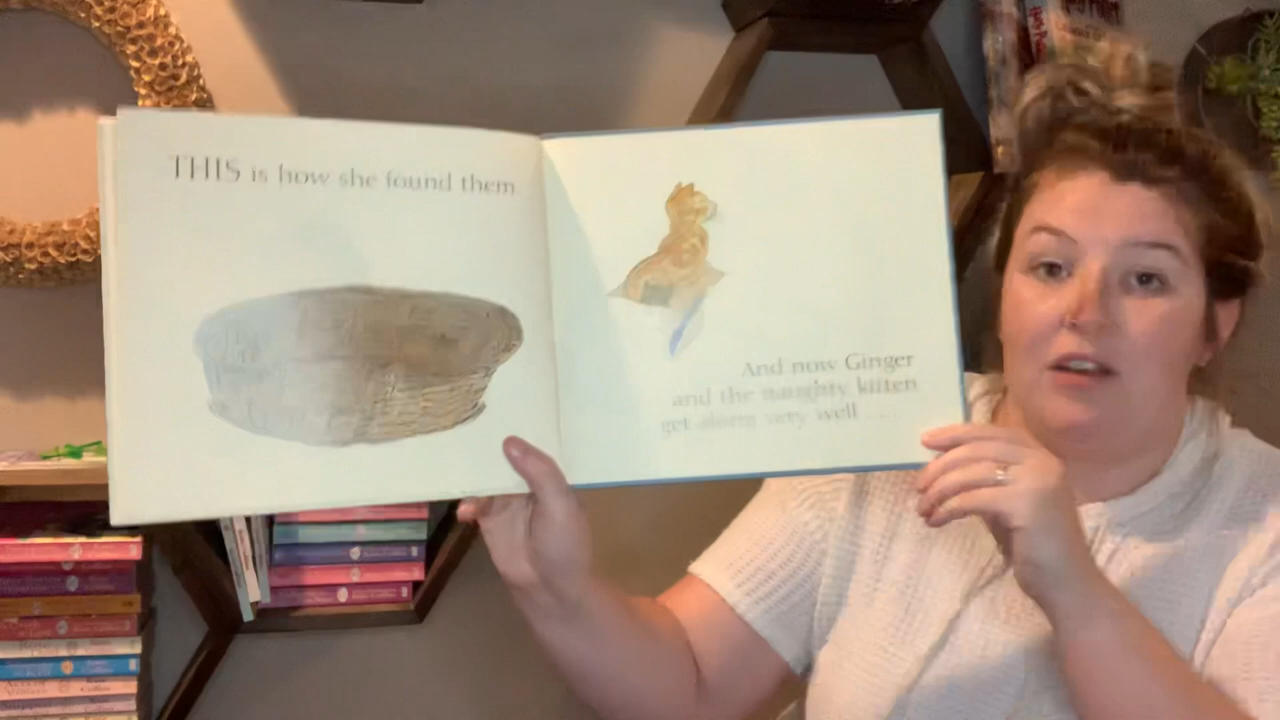 THIS is how she found them
And now Ginger
and the naughty kitten
get along very well ....